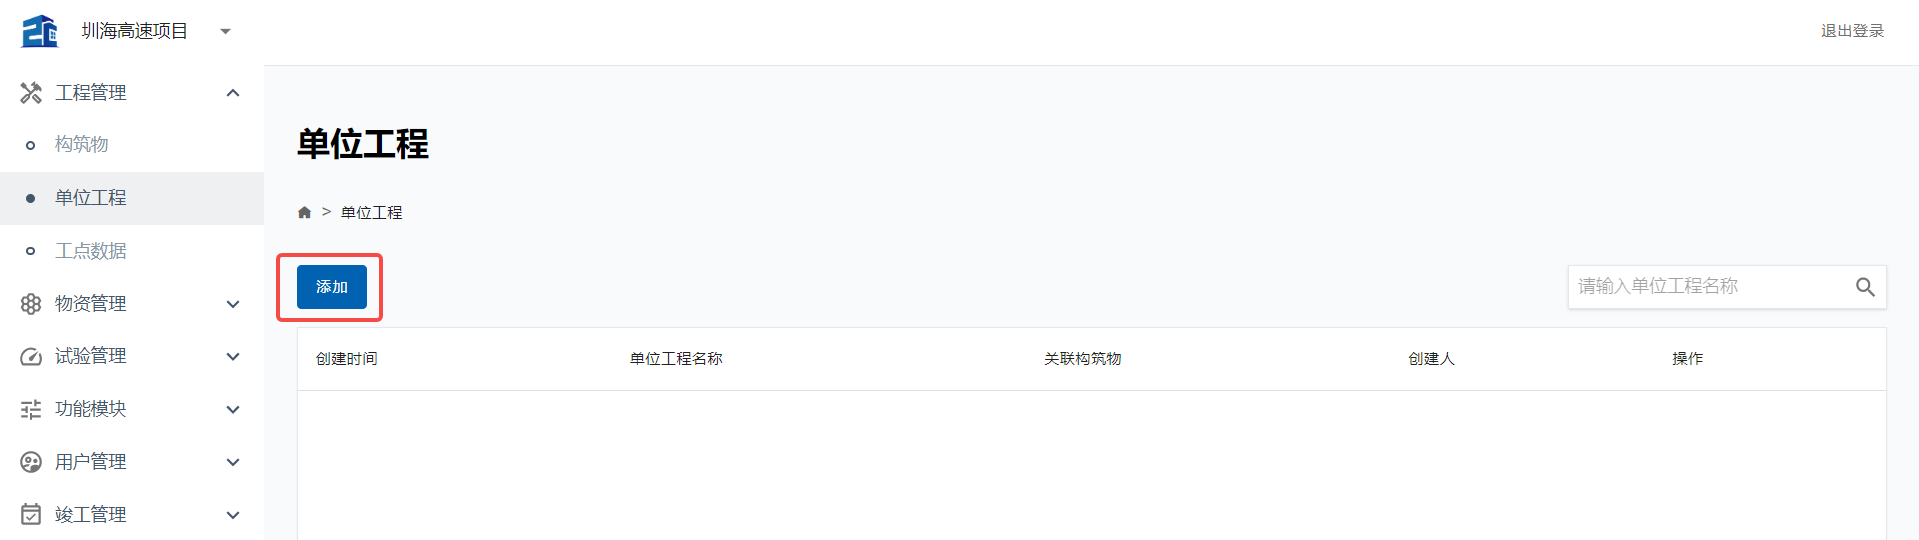 圳海高速项目
退出登录
工程管理
构筑物
单位工程
工点数据
物资管理
试验管理
功能模块
用户管理
竣工管理
单位工程
> 单位工程
添加
请输入单位工程名称
创建时间 单位工程名称 关联构筑物 创建人 操作